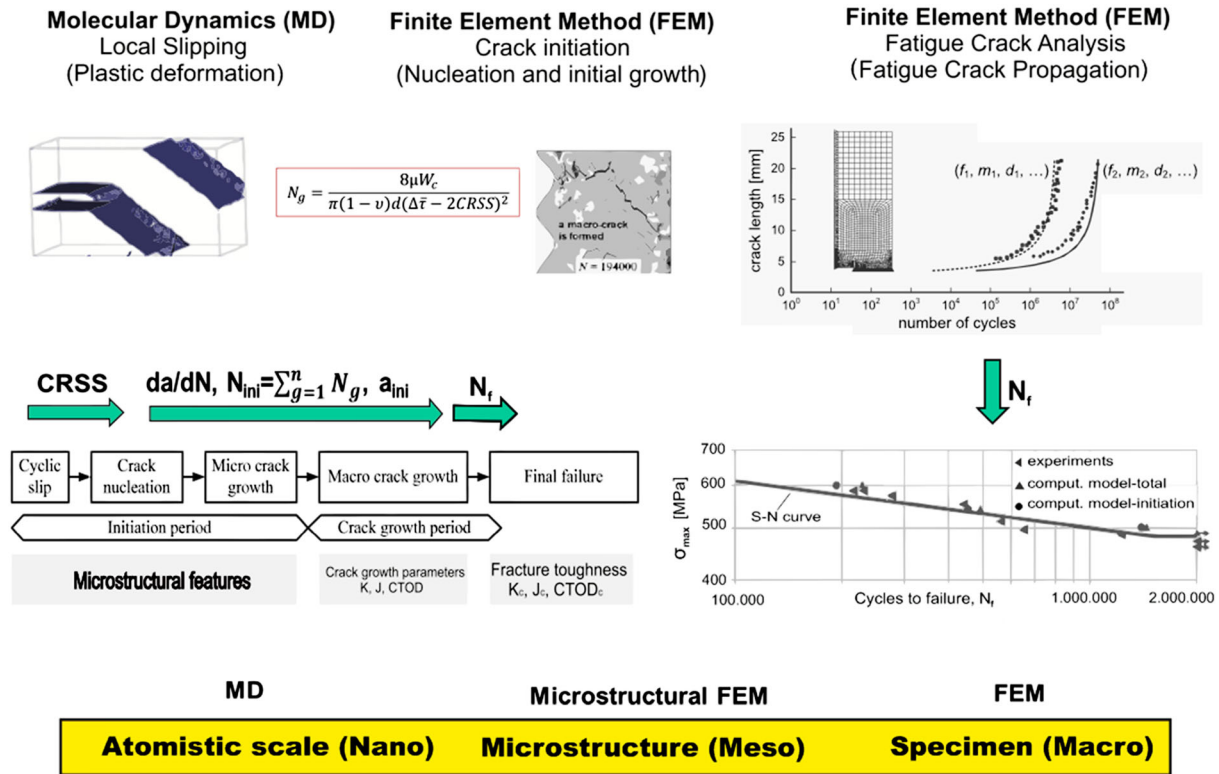 Molecular Dynamics (MD)
Local Slipping
(Plastic deformation)
Finite Element Method (FEM)
Crack initiation
(Nucleation and initial growth)
Finite Element Method (FEM)
Fatigue Crack Analysis
(Fatigue Crack Propagation)
N_g = 8μW_c / π(1 − υ)d(Δτ̄ − 2CRSS)²
a macro-crack
is formed
N = 194000
crack length [mm]
25
20
15
10
5
0
(f₁, m₁, d₁, ...)
(f₂, m₂, d₂, ...)
10⁰ 10¹ 10² 10³ 10⁴ 10⁵ 10⁶ 10⁷ 10⁸
number of cycles
CRSS
da/dN, N_ini=∑_{g=1}^{n} N_g, a_ini
N_f
N_f
Cyclic
slip
Crack
nucleation
Micro crack
growth
Macro crack growth
Final failure
Initiation period
Crack growth period
Microstructural features
Crack growth parameters
K, J, CTOD
Fracture toughness
K_c, J_c, CTOD_c
σ_max [MPa]
700
600
500
400
S-N curve
experiments
comput. model-total
comput. model-initiation
100.000
Cycles to failure, N_f
1.000.000
2.000.000
MD
Microstructural FEM
FEM
Atomistic scale (Nano)
Microstructure (Meso)
Specimen (Macro)